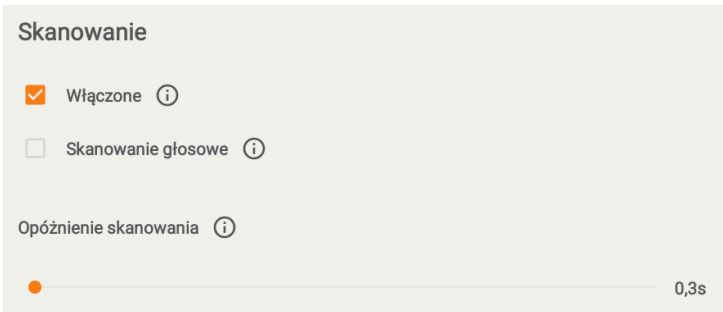 Skanowanie
Włączone
Skanowanie głosowe
Opóźnienie skanowania
0,3s